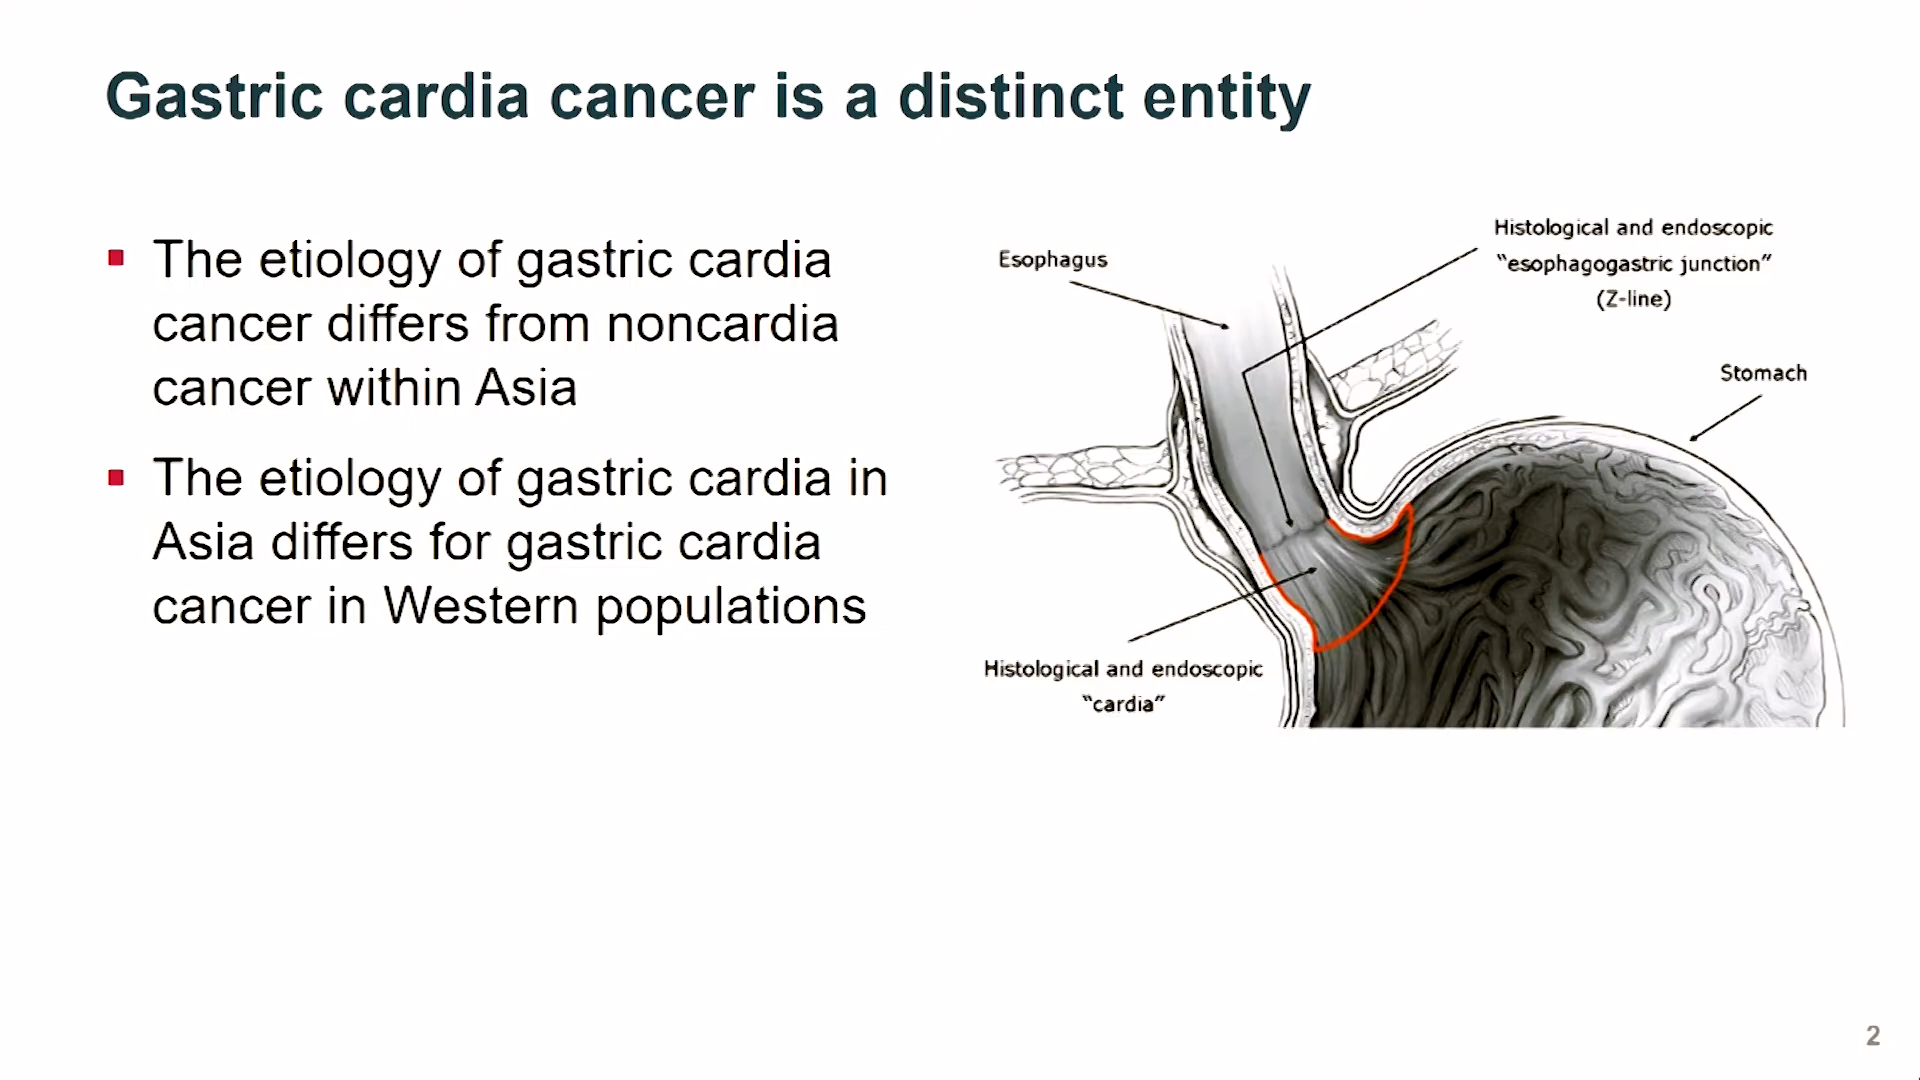 Gastric cardia cancer is a distinct entity
▪ The etiology of gastric cardia
cancer differs from noncardia
cancer within Asia
▪ The etiology of gastric cardia in
Asia differs for gastric cardia
cancer in Western populations
Esophagus
Histological and endoscopic
“esophagogastric junction”
(Z-line)
Stomach
Histological and endoscopic
“cardia”
2